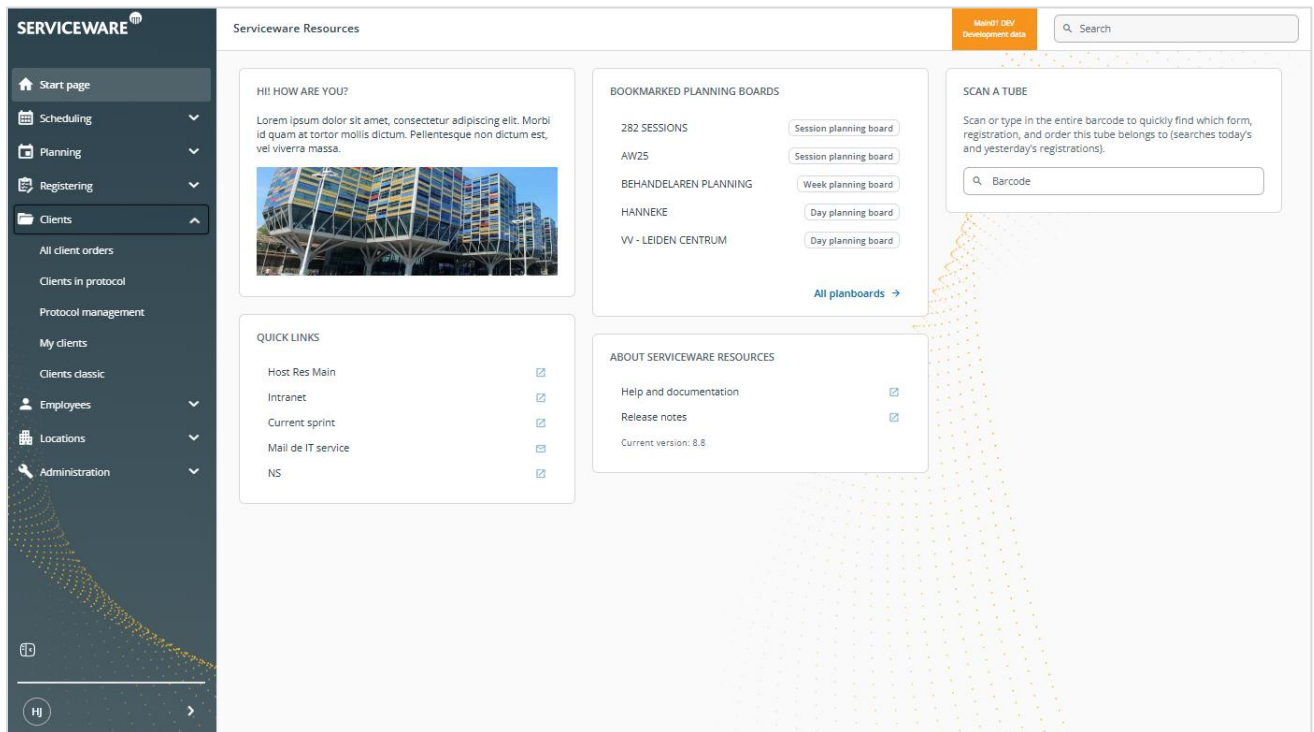 SERVICEWARE
Start page
Scheduling
Planning
Registering
Clients
All client orders
Clients in protocol
Protocol management
My clients
Clients classic
Employees
Locations
Administration
HJ
Serviceware Resources
Main01 DEV
Development data
Search
HI! HOW ARE YOU?
Lorem ipsum dolor sit amet, consectetur adipiscing elit. Morbi
id quam at tortor mollis dictum. Pellentesque non dictum est,
vel viverra massa.
QUICK LINKS
Host Res Main
Intranet
Current sprint
Mail de IT service
NS
BOOKMARKED PLANNING BOARDS
282 SESSIONS Session planning board
AW25 Session planning board
BEHANDELAREN PLANNING Week planning board
HANNEKE Day planning board
VV - LEIDEN CENTRUM Day planning board
All planboards
ABOUT SERVICEWARE RESOURCES
Help and documentation
Release notes
Current version: 8.8
SCAN A TUBE
Scan or type in the entire barcode to quickly find which form,
registration, and order this tube belongs to (searches today's
and yesterday's registrations).
Barcode